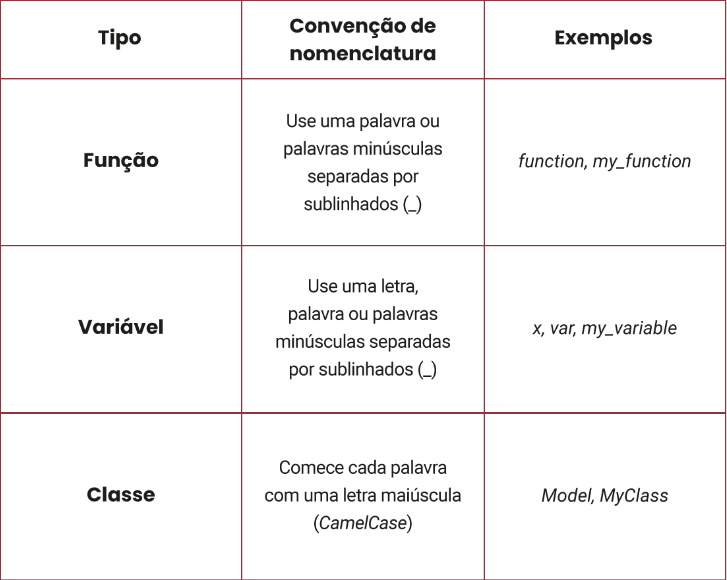 Tipo
Convenção de
nomenclatura
Exemplos
Função
Use uma palavra ou
palavras minúsculas
separadas por
sublinhados (_)
function, my_function
Variável
Use uma letra,
palavra ou palavras
minúsculas separadas
por sublinhados (_)
x, var, my_variable
Classe
Comece cada palavra
com uma letra maiúscula
(CamelCase)
Model, MyClass